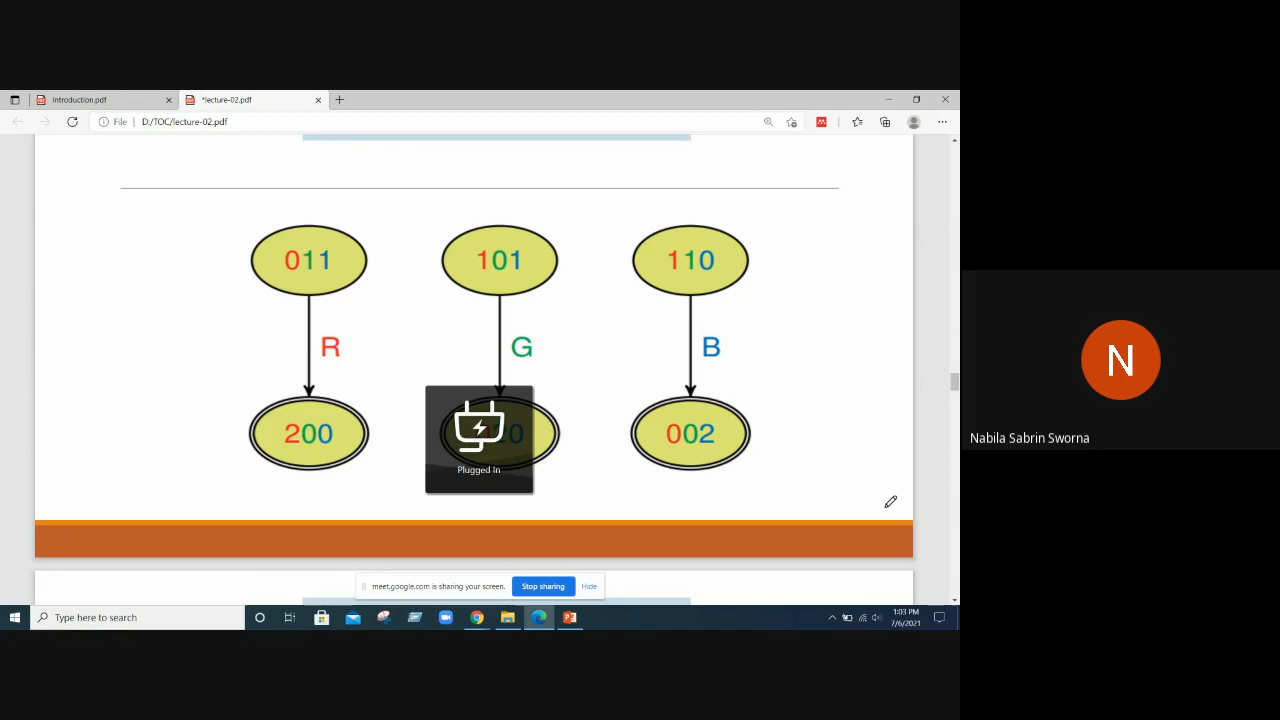 Introduction.pdf
*lecture-02.pdf
File
D:/TOC/lecture-02.pdf
011 101 110
R G B
200 20 002
Plugged In
meet.google.com is sharing your screen. Stop sharing Hide
Type here to search
1:03 PM
7/6/2021
N
Nabila Sabrin Sworna